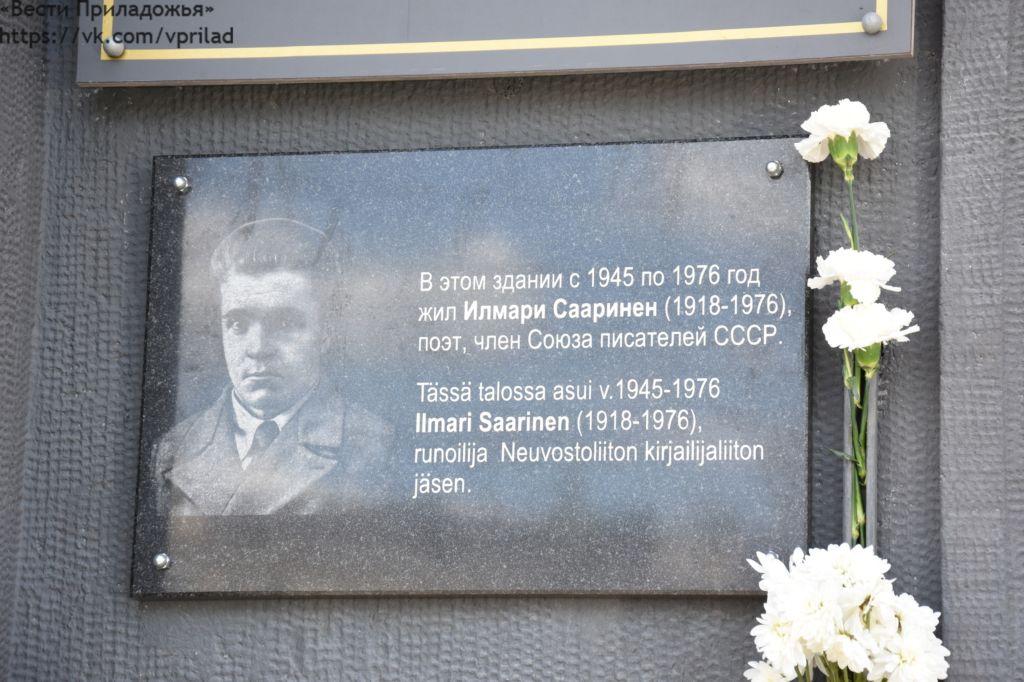 «Вести Приладожья»
https://vk.com/vprilad
В этом здании с 1945 по 1976 год
жил Илмари Сааринен (1918-1976),
поэт, член Союза писателей СССР.
Tässä talossa asui v.1945-1976
Ilmari Saarinen (1918-1976),
runoilija Neuvostoliiton kirjailijaliiton
jäsen.